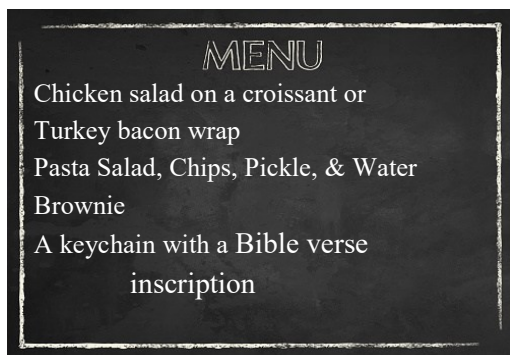 MENU
Chicken salad on a croissant or
Turkey bacon wrap
Pasta Salad, Chips, Pickle, & Water
Brownie
A keychain with a Bible verse
inscription